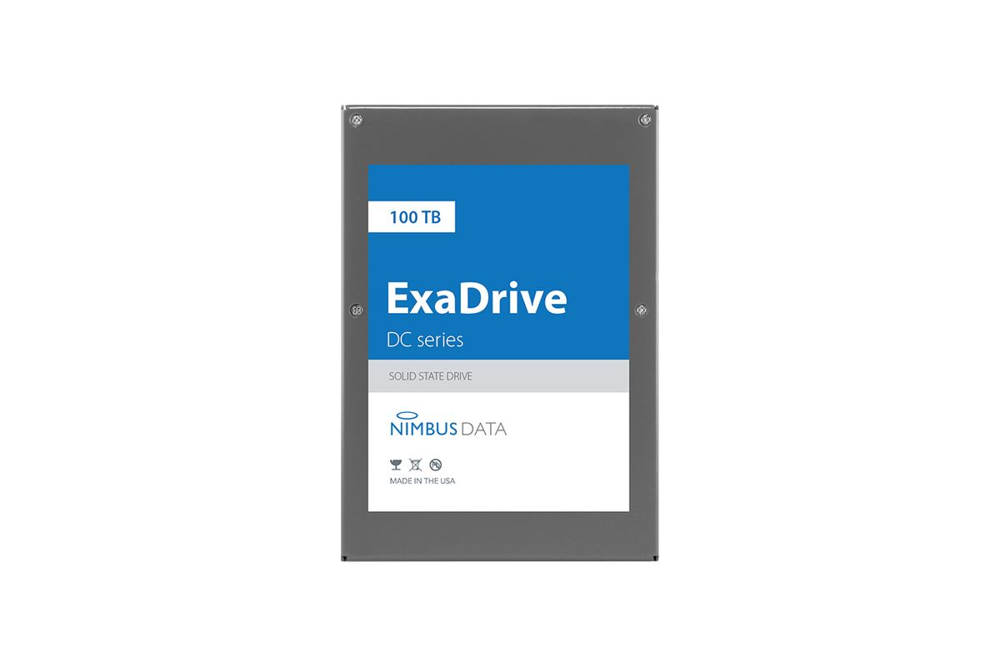 100 TB
ExaDrive
DC series
SOLID STATE DRIVE
NIMBUS DATA
MADE IN THE USA